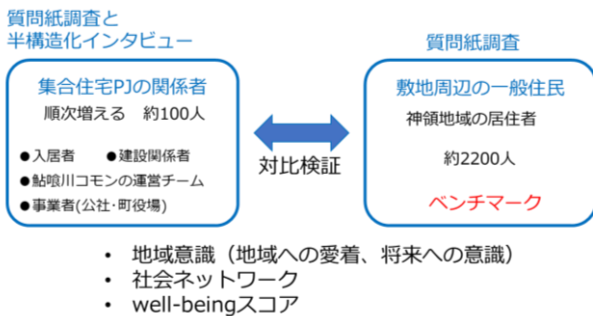 質問紙調査と
半構造化インタビュー
集合住宅PJの関係者
順次増える 約100人
●入居者 ●建設関係者
●鮎喰川コモンの運営チーム
●事業者(公社・町役場)
対比検証
質問紙調査
敷地周辺の一般住民
神領地域の居住者
約2200人
ベンチマーク
• 地域意識（地域への愛着、将来への意識）
• 社会ネットワーク
• well-beingスコア